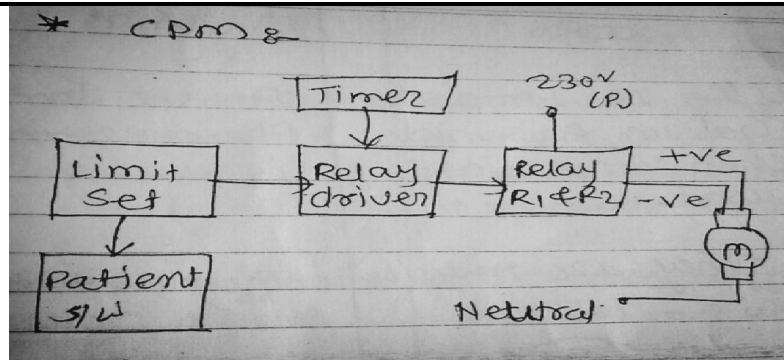 * CPM :-
Timer
230V
(P)
Limit
Set
Relay
driver
Relay
R1 & R2
+ve
-ve
M
Patient
S/W
Neutral